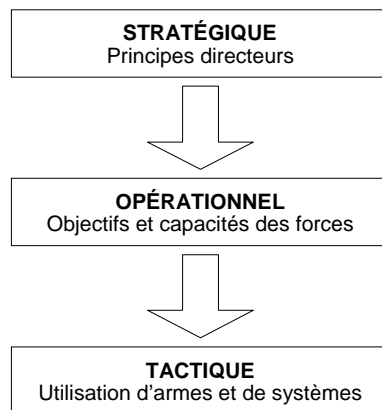 STRATÉGIQUE
Principes directeurs
OPÉRATIONNEL
Objectifs et capacités des forces
TACTIQUE
Utilisation d'armes et de systèmes